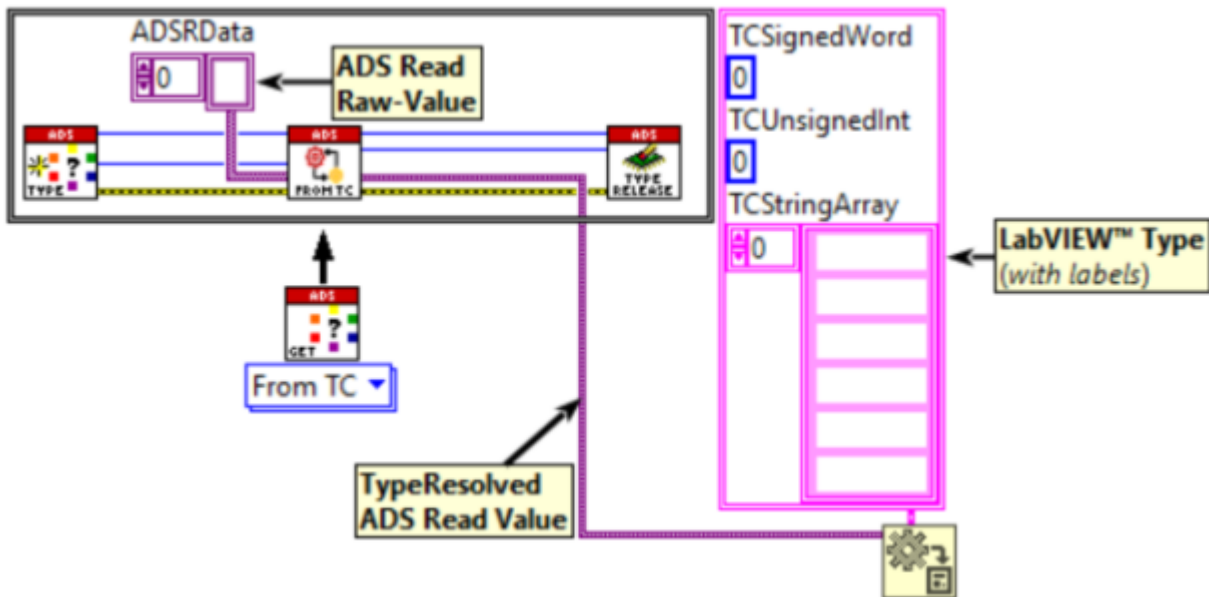 ADSRData
0
ADS Read
Raw-Value
ADS
?
TYPE
ADS
FROM TC
ADS
TYPE
RELEASE
ADS
?
GET
From TC
TypeResolved
ADS Read Value
TCSignedWord
0
TCUnsignedInt
0
TCStringArray
0
LabVIEW™ Type
(with labels)